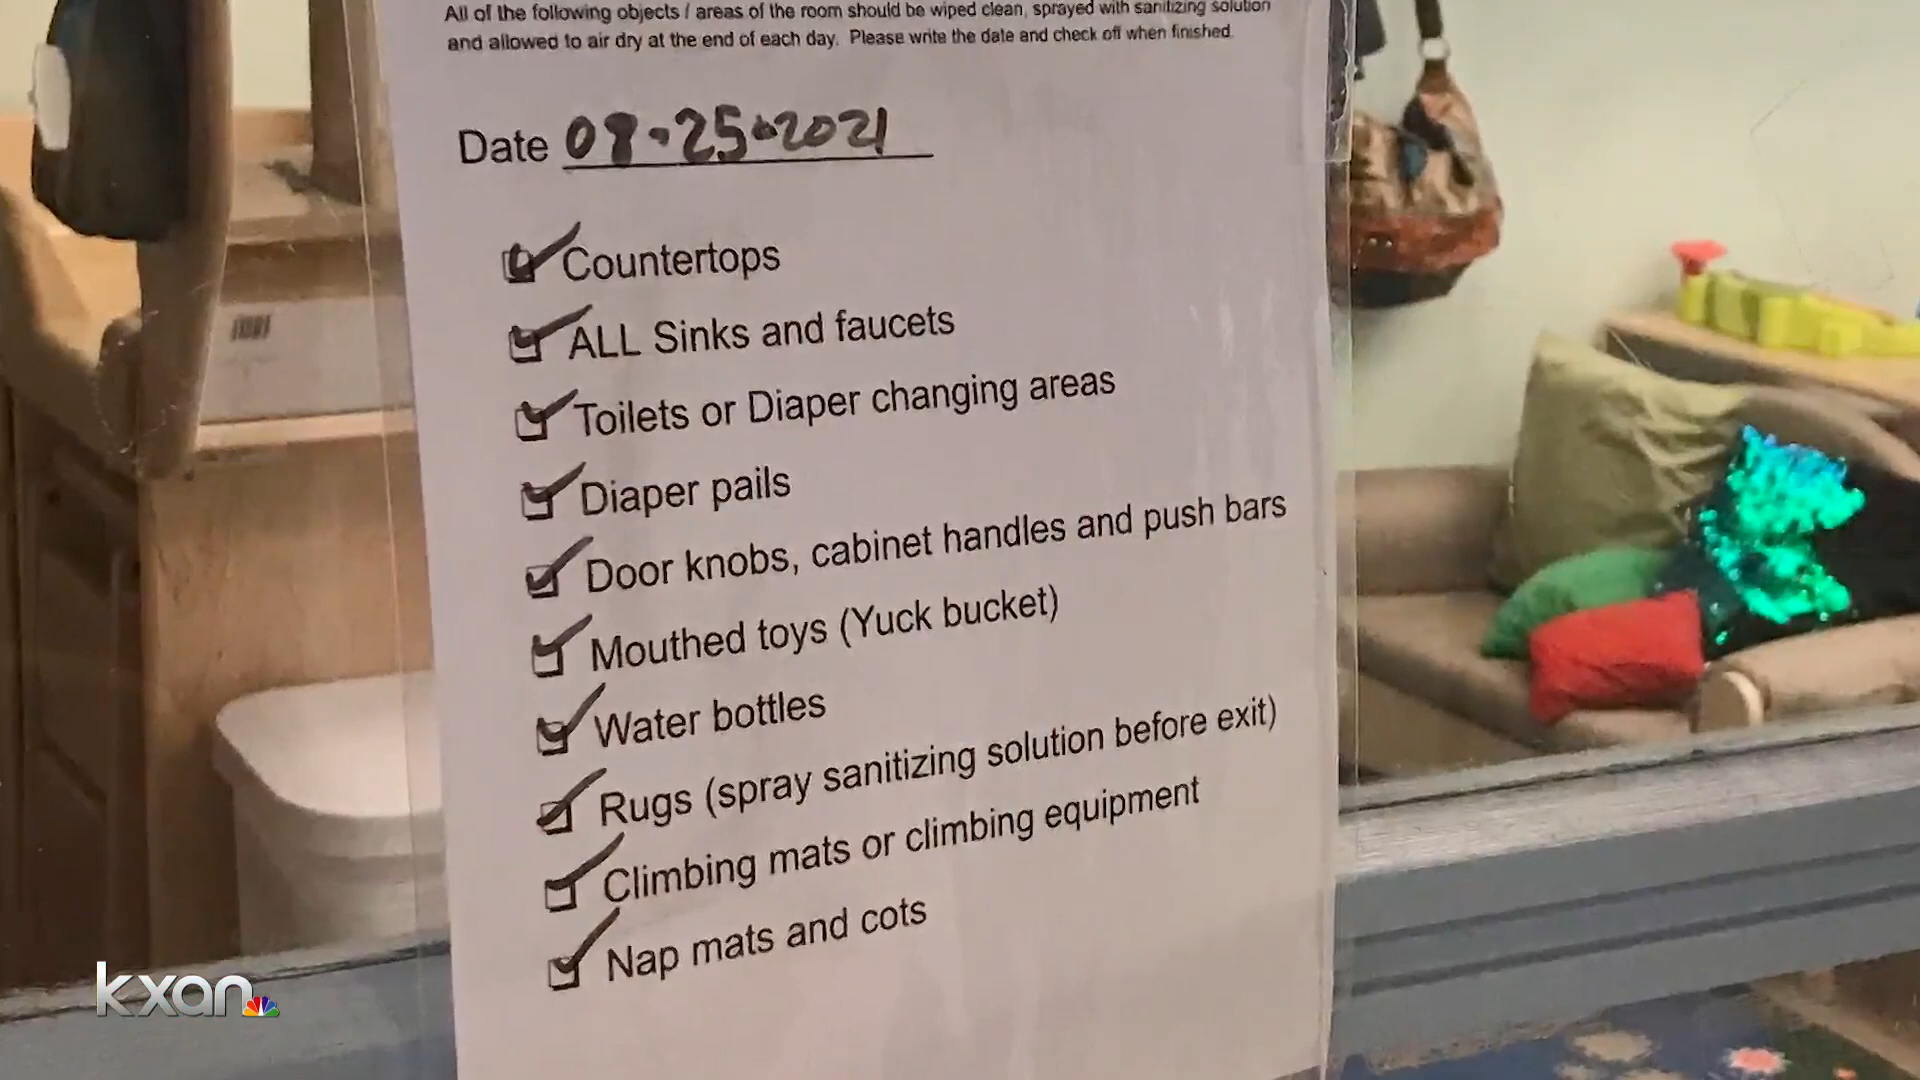 All of the following objects / areas of the room should be wiped clean, sprayed with sanitizing solution
and allowed to air dry at the end of each day. Please write the date and check off when finished.
Date 08-25-2021
Countertops
ALL Sinks and faucets
Toilets or Diaper changing areas
Diaper pails
Door knobs, cabinet handles and push bars
Mouthed toys (Yuck bucket)
Water bottles
Rugs (spray sanitizing solution before exit)
Climbing mats or climbing equipment
Nap mats and cots
kxan